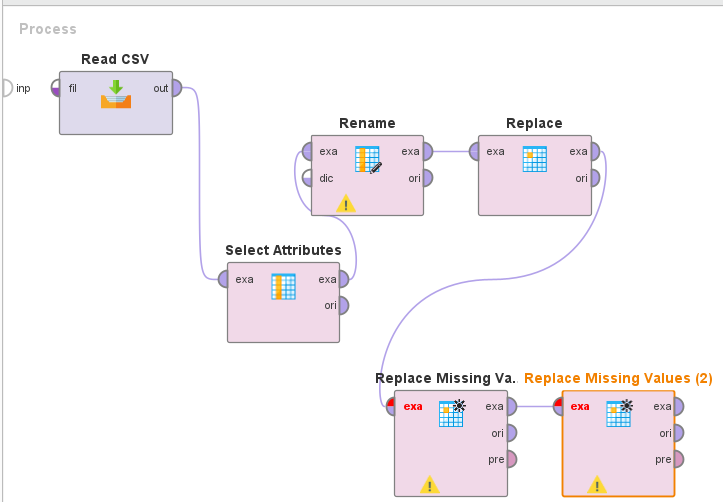 Process
Read CSV
inp
fil
out
Rename
exa
exa
dic
ori
Replace
exa
exa
ori
Select Attributes
exa
exa
ori
Replace Missing Va..
exa
exa
ori
pre
Replace Missing Values (2)
exa
exa
ori
pre